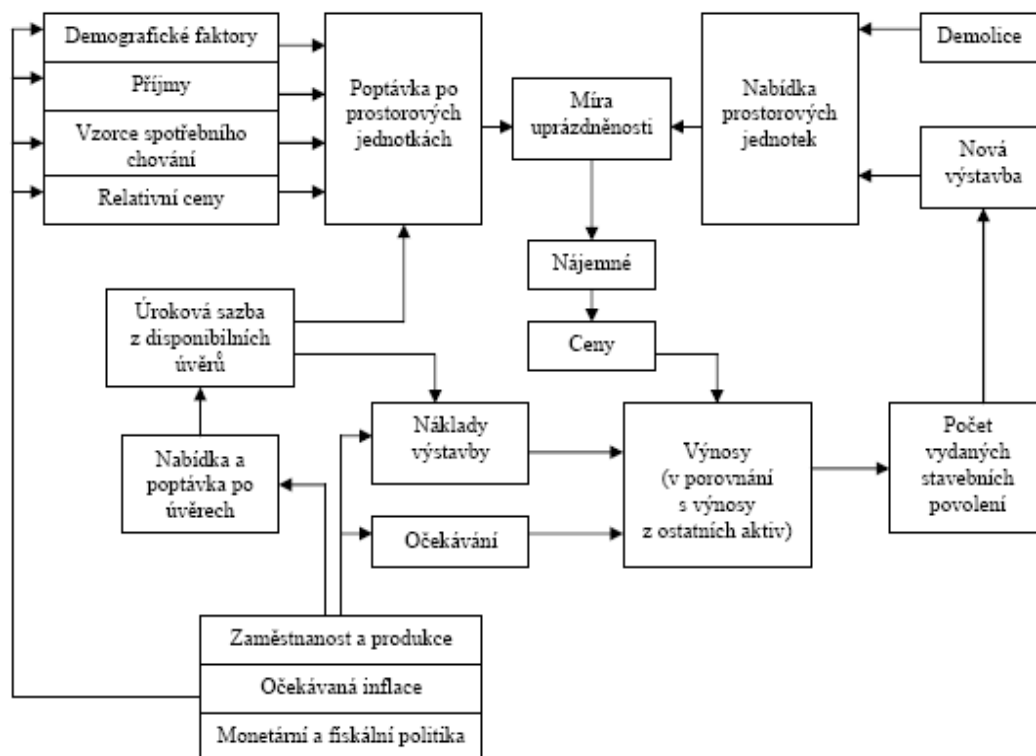 Demografické faktory
Příjmy
Vzorce spotřebního
chování
Relativní ceny
Poptávka po
prostorových
jednotkách
Míra
uprázdněnosti
Nabídka
prostorových
jednotek
Demolice
Nová
výstavba
Nájemné
Ceny
Úroková sazba
z disponibilních
úvěrů
Nabídka a
poptávka po
úvěrech
Náklady
výstavby
Očekávání
Výnosy
(v porovnání
s výnosy
z ostatních aktiv)
Počet
vydaných
stavebních
povolení
Zaměstnanost a produkce
Očekávaná inflace
Monetární a fískální politika